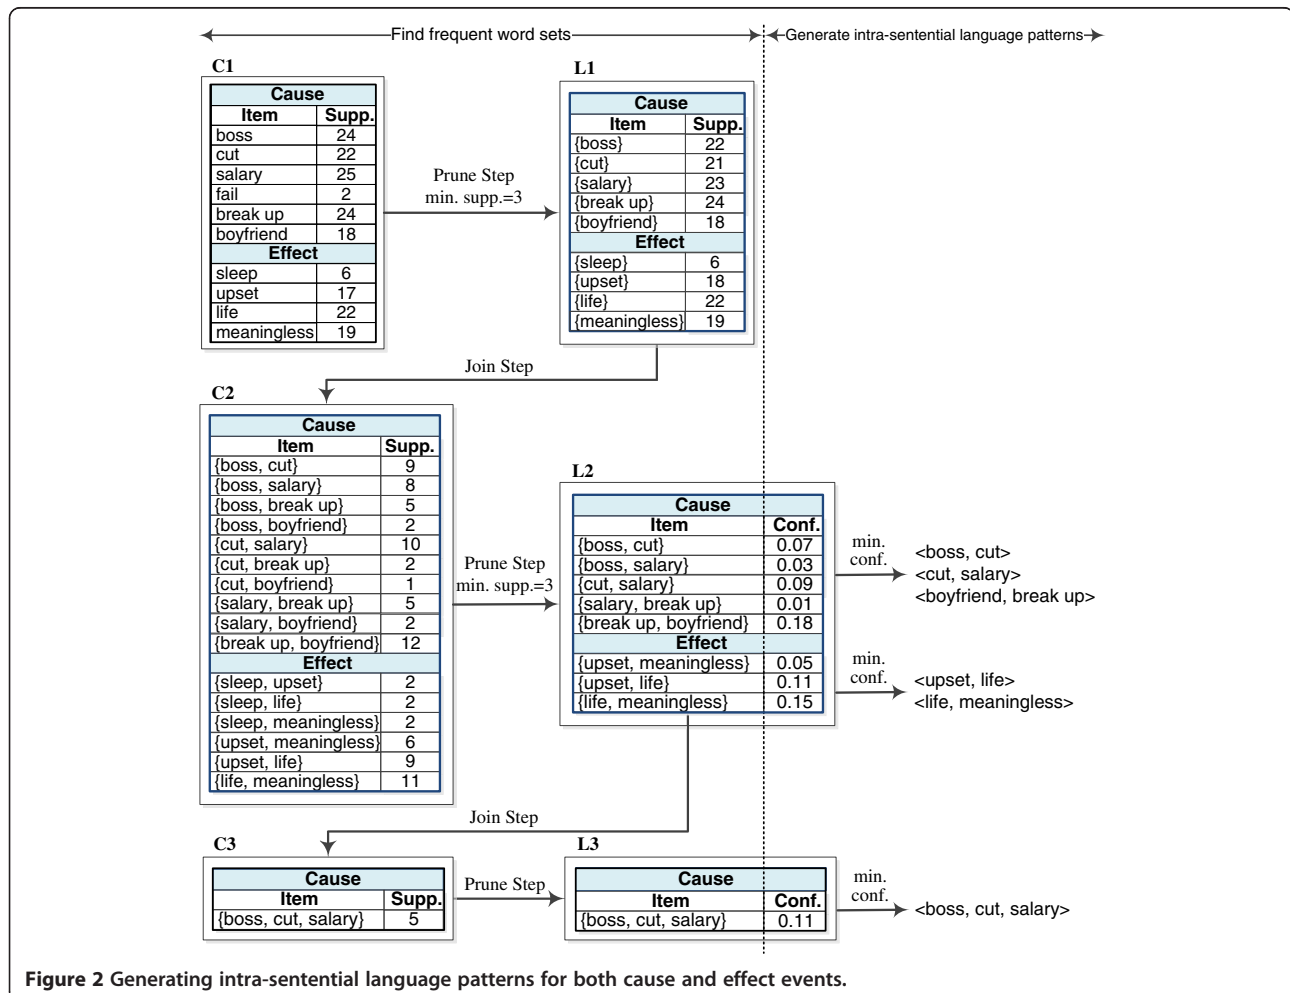 Find frequent word sets
Generate intra-sentential language patterns
C1
Cause
Item Supp.
boss 24
cut 22
salary 25
fail 2
break up 24
boyfriend 18
Effect
sleep 6
upset 17
life 22
meaningless 19
Prune Step
min. supp.=3
L1
Cause
Item Supp.
{boss} 22
{cut} 21
{salary} 23
{break up} 24
{boyfriend} 18
Effect
{sleep} 6
{upset} 18
{life} 22
{meaningless} 19
Join Step
C2
Cause
Item Supp.
{boss, cut} 9
{boss, salary} 8
{boss, break up} 5
{boss, boyfriend} 2
{cut, salary} 10
{cut, break up} 2
{cut, boyfriend} 1
{salary, break up} 5
{salary, boyfriend} 2
{break up, boyfriend} 12
Effect
{sleep, upset} 2
{sleep, life} 2
{sleep, meaningless} 2
{upset, meaningless} 6
{upset, life} 9
{life, meaningless} 11
Prune Step
min. supp.=3
L2
Cause
Item Conf.
{boss, cut} 0.07
{boss, salary} 0.03
{cut, salary} 0.09
{salary, break up} 0.01
{break up, boyfriend} 0.18
Effect
{upset, meaningless} 0.05
{upset, life} 0.11
{life, meaningless} 0.15
min.
conf.
<boss, cut>
<cut, salary>
<boyfriend, break up>
min.
conf.
<upset, life>
<life, meaningless>
Join Step
C3
Cause
Item Supp.
{boss, cut, salary} 5
Prune Step
L3
Cause
Item Conf.
{boss, cut, salary} 0.11
min.
conf.
<boss, cut, salary>
Figure 2 Generating intra-sentential language patterns for both cause and effect events.